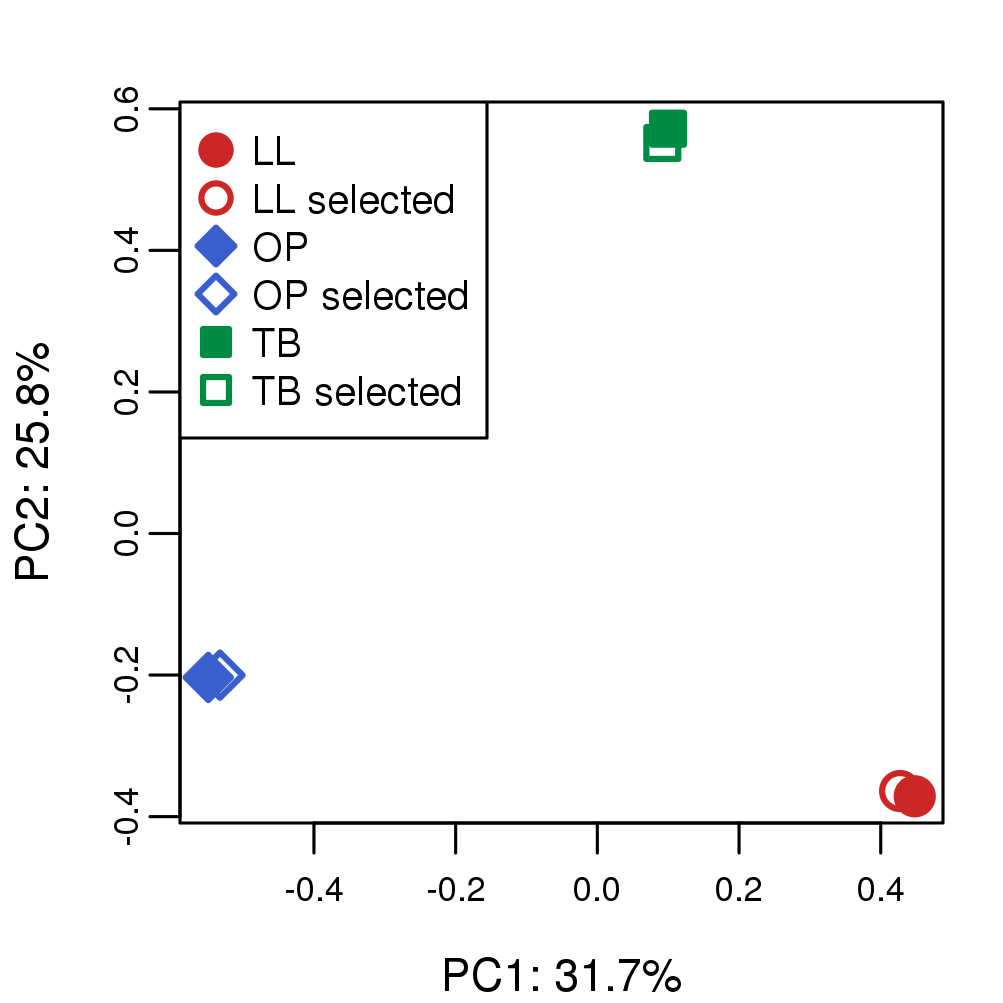 LL
LL selected
OP
OP selected
TB
TB selected
PC2: 25.8%
0.6
0.4
0.2
0.0
-0.2
-0.4
-0.4 -0.2 0.0 0.2 0.4
PC1: 31.7%